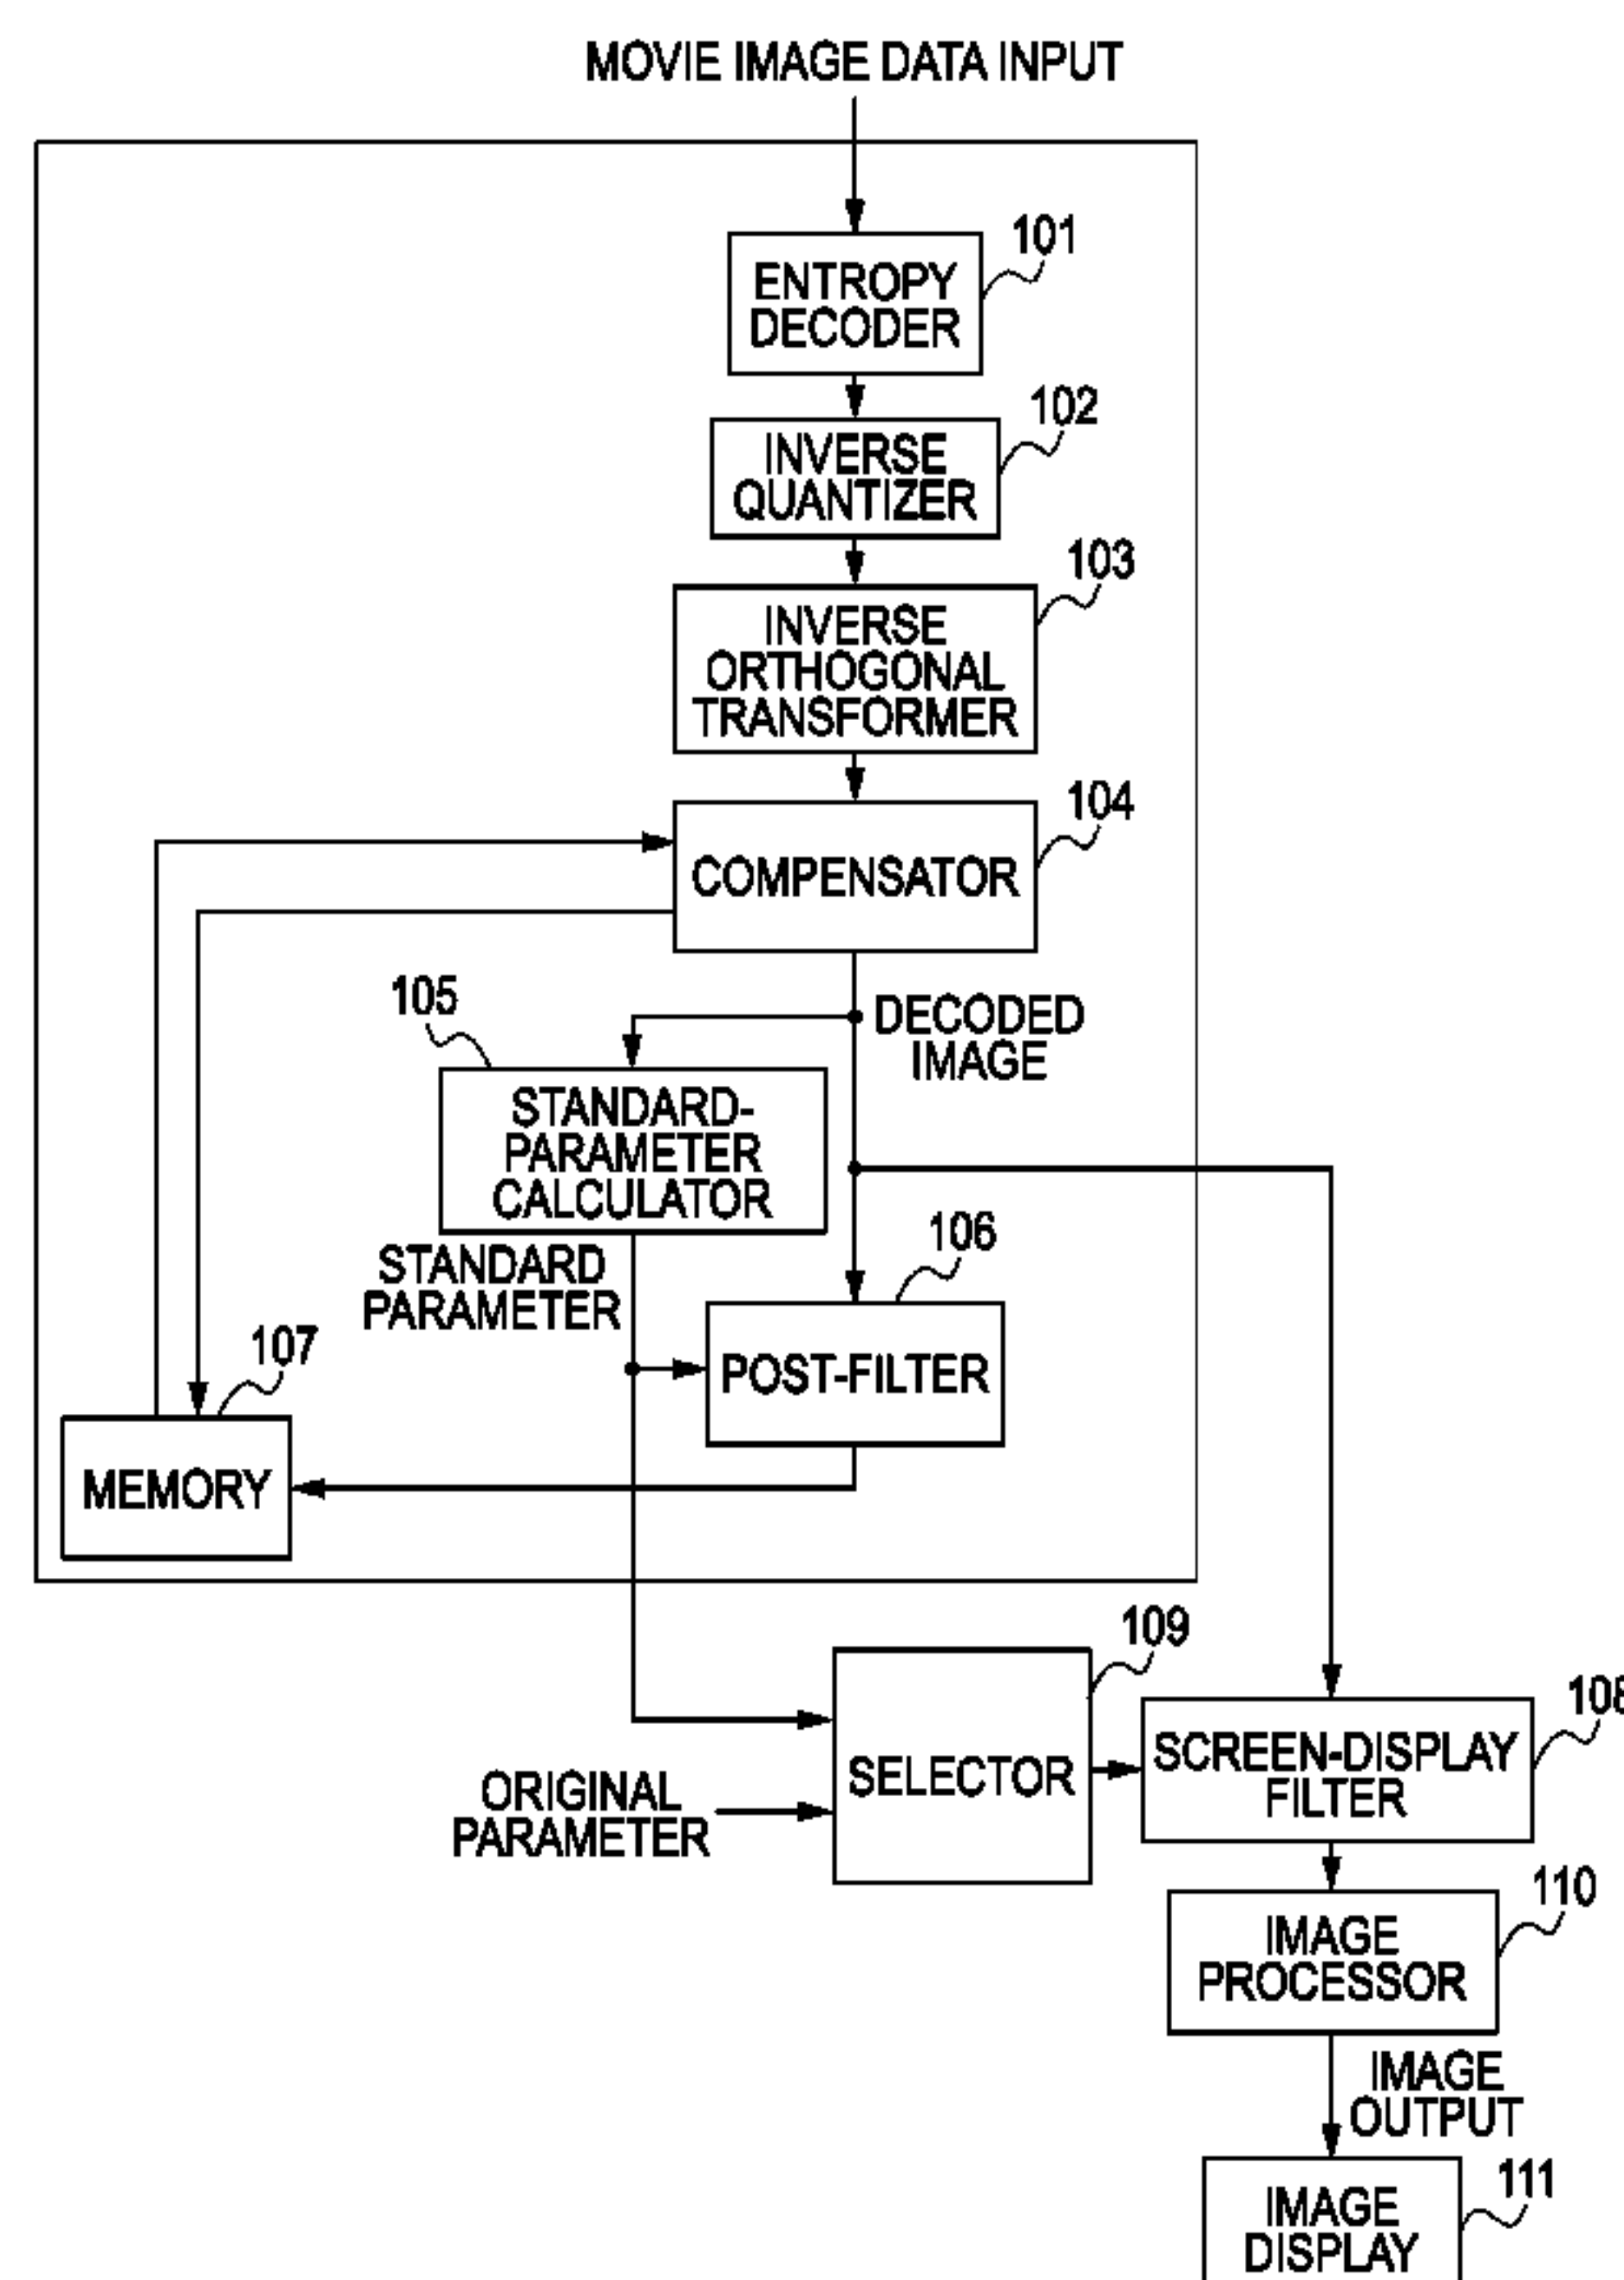 MOVIE IMAGE DATA INPUT
101
ENTROPY
DECODER
102
INVERSE
QUANTIZER
103
INVERSE
ORTHOGONAL
TRANSFORMER
104
COMPENSATOR
105
DECODED
IMAGE
STANDARD-
PARAMETER
CALCULATOR
106
STANDARD
PARAMETER
107
POST-FILTER
MEMORY
109
108
SELECTOR
SCREEN-DISPLAY
FILTER
ORIGINAL
PARAMETER
110
IMAGE
PROCESSOR
IMAGE
OUTPUT
111
IMAGE
DISPLAY